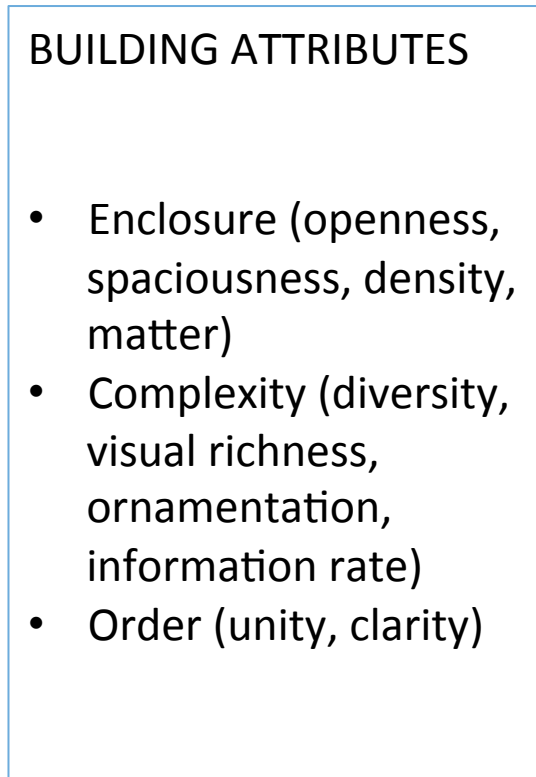 BUILDING ATTRIBUTES
• Enclosure (openness,
spaciousness, density,
matter)
• Complexity (diversity,
visual richness,
ornamentation,
information rate)
• Order (unity, clarity)